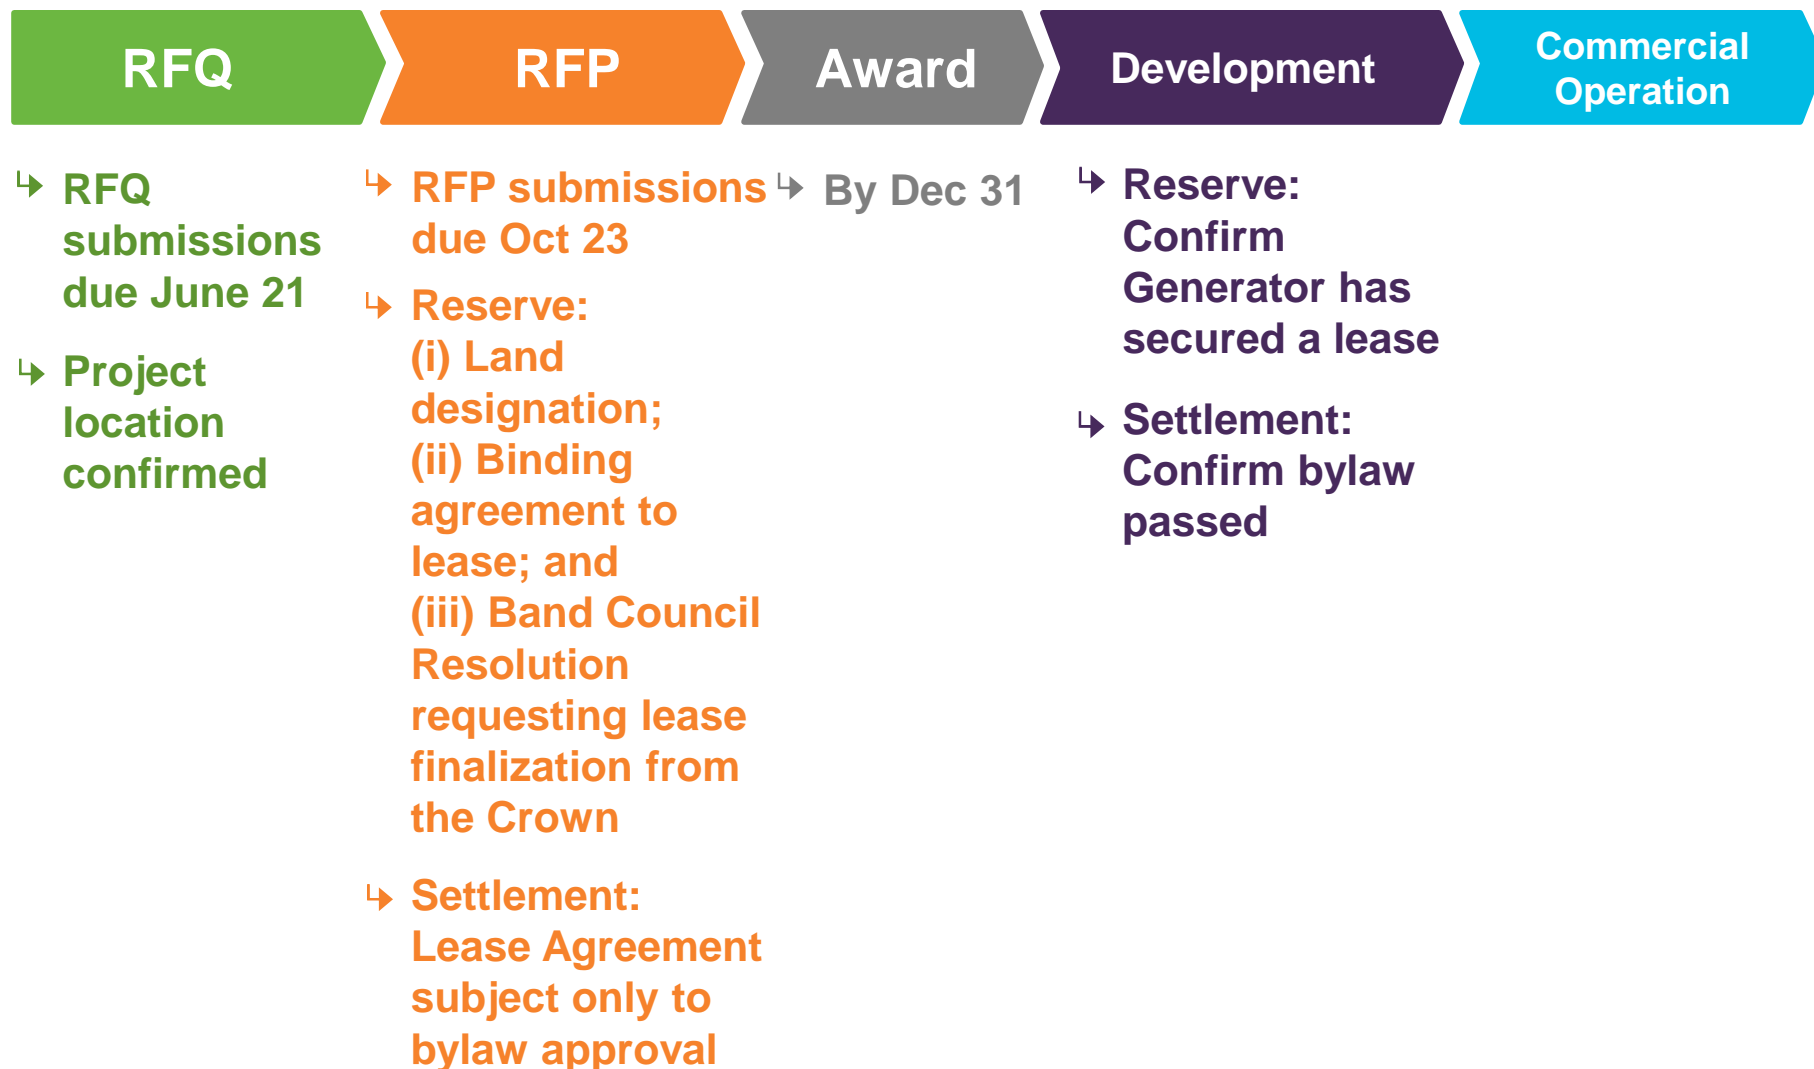 RFQ
RFP
Award
Development
Commercial
Operation
RFQ
submissions
due June 21
Project
location
confirmed
RFP submissions
due Oct 23
Reserve:
(i) Land
designation;
(ii) Binding
agreement to
lease; and
(iii) Band Council
Resolution
requesting lease
finalization from
the Crown
Settlement:
Lease Agreement
subject only to
bylaw approval
By Dec 31
Reserve:
Confirm
Generator has
secured a lease
Settlement:
Confirm bylaw
passed